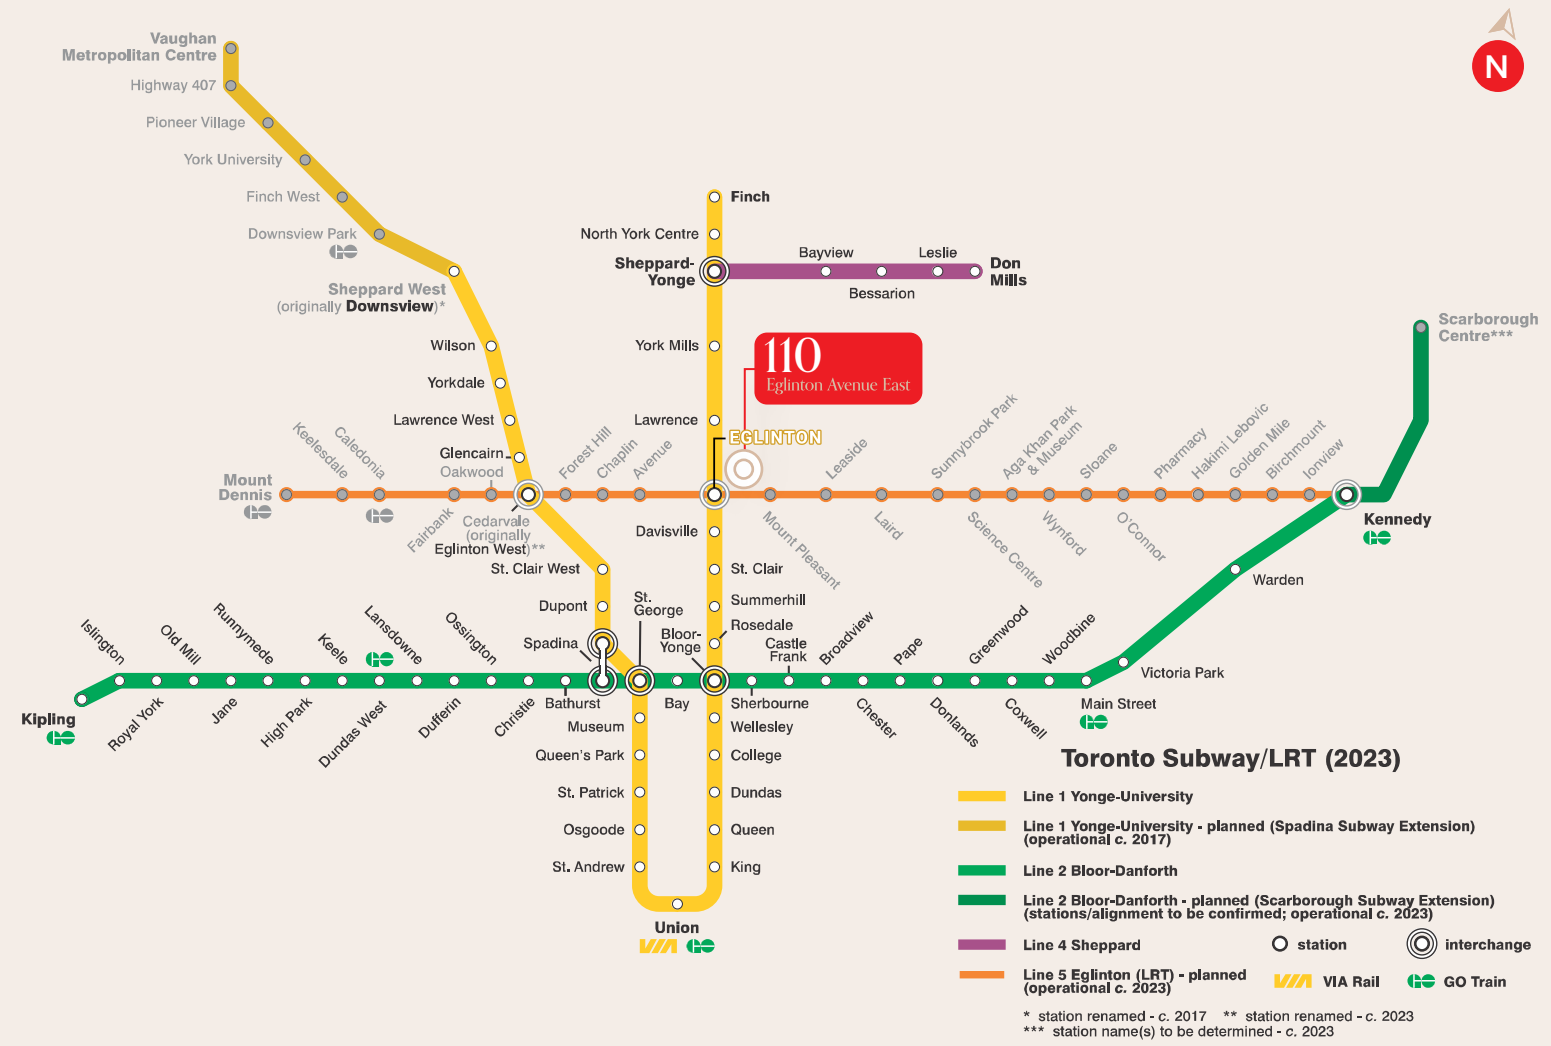 N
Vaughan
Metropolitan Centre
Highway 407
Pioneer Village
York University
Finch West
Downsview Park
Sheppard West
(originally Downsview)*
Wilson
Yorkdale
Lawrence West
Glencairn
Oakwood
Finch
North York Centre
Sheppard-
Yonge
Bayview
Leslie
Bessarion
Don
Mills
York Mills
110
Eglinton Avenue East
Lawrence
EGLINTON
Scarborough
Centre***
Mount
Dennis
Keelesdale
Caledonia
Fairbank
Cedarvale
(originally
Eglinton West)**
Forest Hill
Chaplin
Avenue
Mount Pleasant
Leaside
Laird
Sunnybrook Park
Science Centre
Aga Khan Park
& Museum
Wynford
Sloane
O'Connor
Pharmacy
Hakimi Lebovic
Golden Mile
Birchmount
Ionview
Kennedy
Davisville
St. Clair West
St. Clair
Dupont
Summerhill
Spadina
St.
George
Bloor-
Yonge
Rosedale
Castle
Frank
Warden
Victoria Park
Kipling
Islington
Royal York
Old Mill
Jane
Runnymede
High Park
Keele
Dundas West
Lansdowne
Dufferin
Ossington
Christie
Bathurst
Bay
Sherbourne
Broadview
Chester
Pape
Donlands
Greenwood
Coxwell
Woodbine
Main Street
Museum
Wellesley
Queen's Park
College
St. Patrick
Dundas
Osgoode
Queen
St. Andrew
King
Union
VIA
Toronto Subway/LRT (2023)
Line 1 Yonge-University
Line 1 Yonge-University - planned (Spadina Subway Extension)
(operational c. 2017)
Line 2 Bloor-Danforth
Line 2 Bloor-Danforth - planned (Scarborough Subway Extension)
(stations/alignment to be confirmed; operational c. 2023)
Line 4 Sheppard
station
interchange
Line 5 Eglinton (LRT) - planned
(operational c. 2023)
VIA
VIA Rail
GO Train
* station renamed - c. 2017 ** station renamed - c. 2023
*** station name(s) to be determined - c. 2023